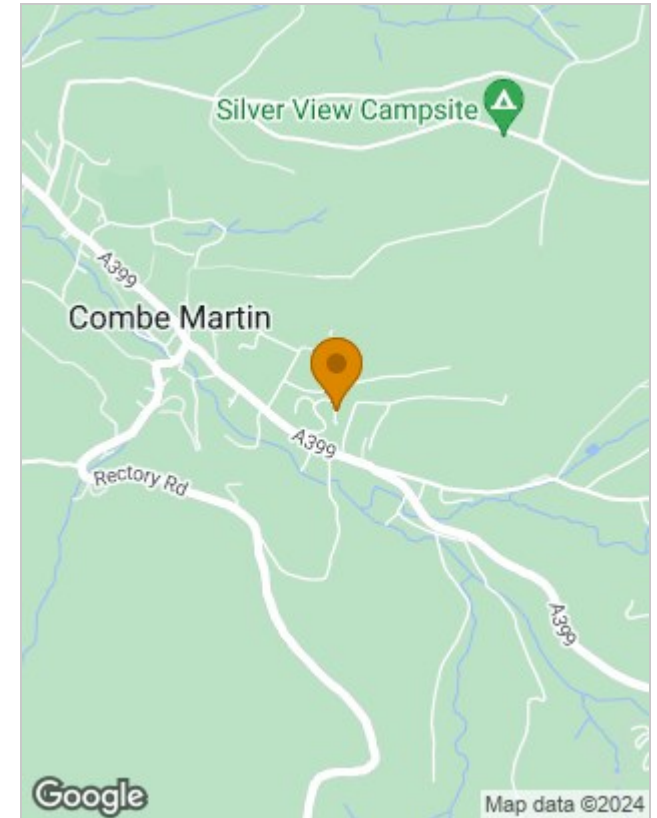 Silver View Campsite
A399
Combe Martin
A399
Rectory Rd
A399
Google
Map data ©2024